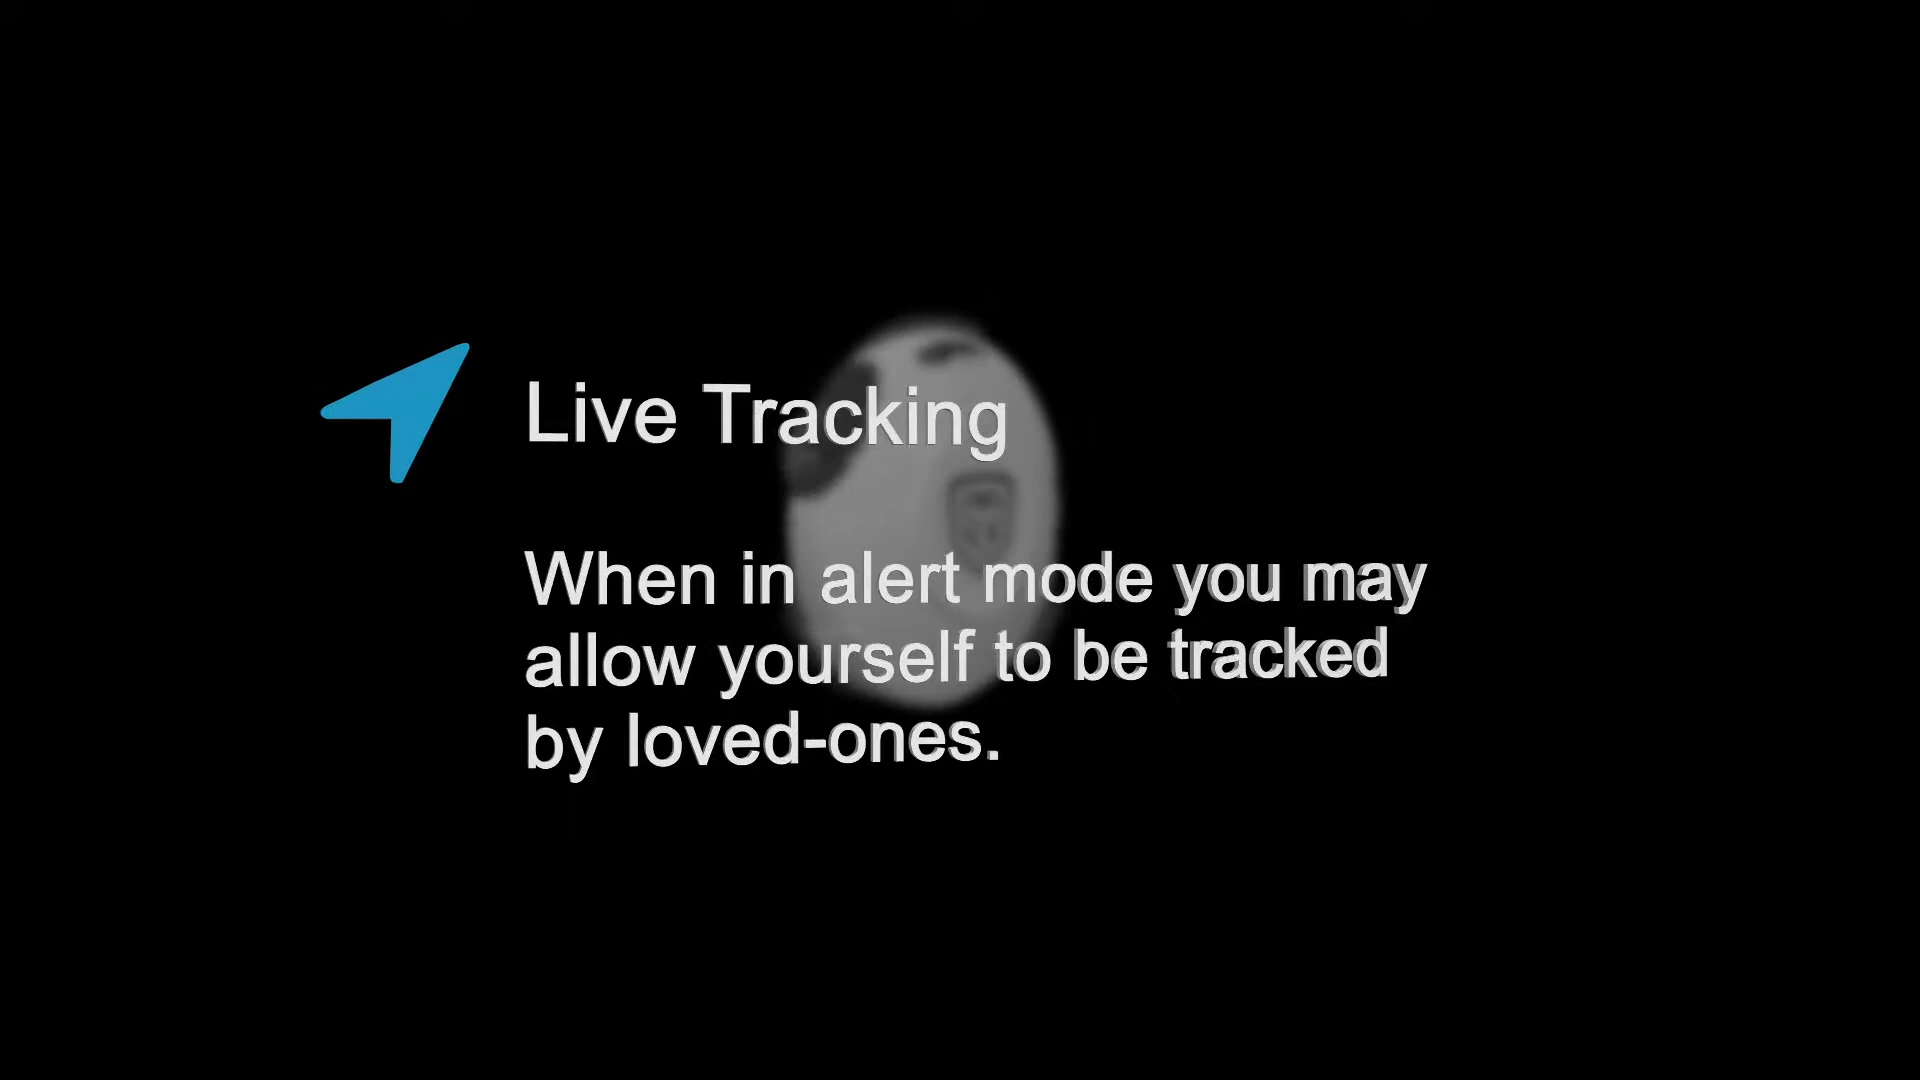 Live Tracking
When in alert mode you may
allow yourself to be tracked
by loved-ones.